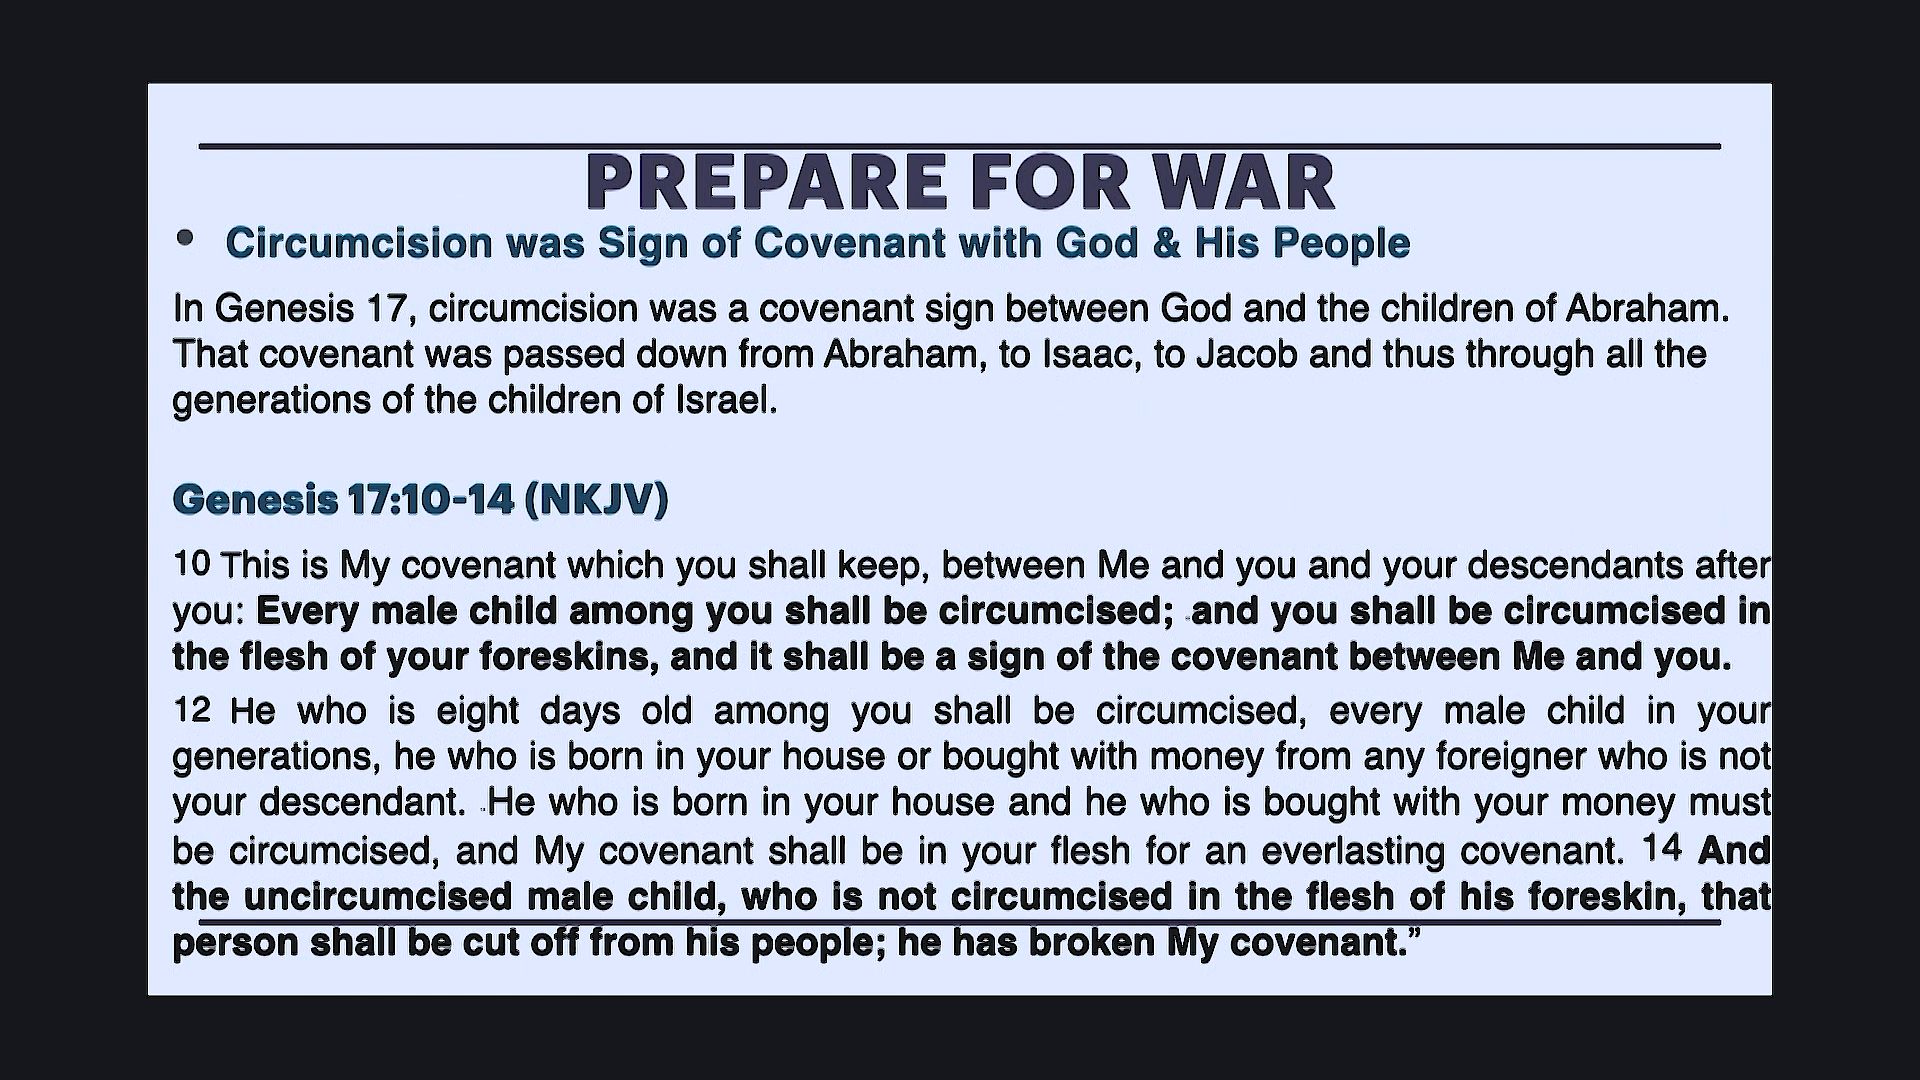 PREPARE FOR WAR
• Circumcision was Sign of Covenant with God & His People
In Genesis 17, circumcision was a covenant sign between God and the children of Abraham.
That covenant was passed down from Abraham, to Isaac, to Jacob and thus through all the
generations of the children of Israel.
Genesis 17:10-14 (NKJV)
10 This is My covenant which you shall keep, between Me and you and your descendants after
you: Every male child among you shall be circumcised; and you shall be circumcised in
the flesh of your foreskins, and it shall be a sign of the covenant between Me and you.
12 He who is eight days old among you shall be circumcised, every male child in your
generations, he who is born in your house or bought with money from any foreigner who is not
your descendant. He who is born in your house and he who is bought with your money must
be circumcised, and My covenant shall be in your flesh for an everlasting covenant. 14 And
the uncircumcised male child, who is not circumcised in the flesh of his foreskin, that
person shall be cut off from his people; he has broken My covenant.”